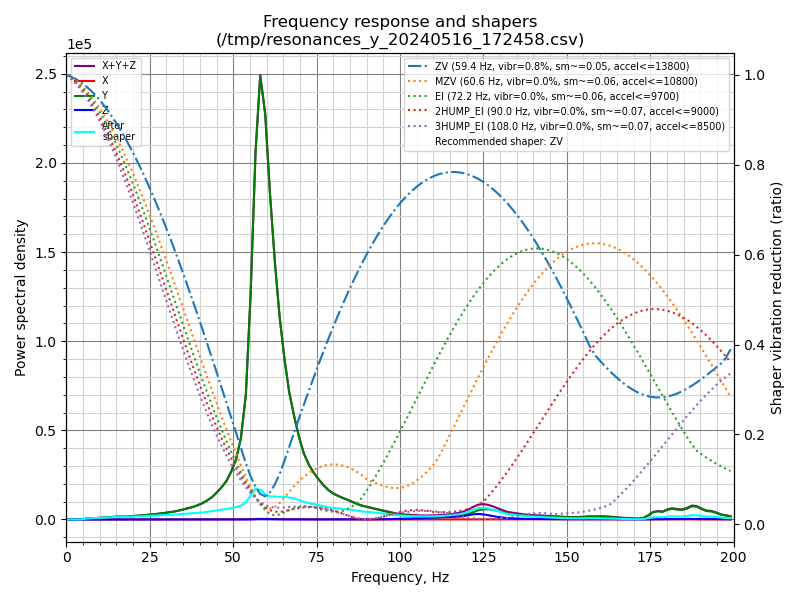 Frequency response and shapers
(/tmp/resonances_y_20240516_172458.csv)
1e5
X+Y+Z
X
Y
Z
After
shaper
ZV (59.4 Hz, vibr=0.8%, sm~=0.05, accel<=13800)
MZV (60.6 Hz, vibr=0.0%, sm~=0.06, accel<=10800)
EI (72.2 Hz, vibr=0.0%, sm~=0.06, accel<=9700)
2HUMP_EI (90.0 Hz, vibr=0.0%, sm~=0.07, accel<=9000)
3HUMP_EI (108.0 Hz, vibr=0.0%, sm~=0.07, accel<=8500)
Recommended shaper: ZV
2.5
2.0
1.5
1.0
0.5
0.0
Power spectral density
1.0
0.8
0.6
0.4
0.2
0.0
Shaper vibration reduction (ratio)
0 25 50 75 100 125 150 175 200
Frequency, Hz